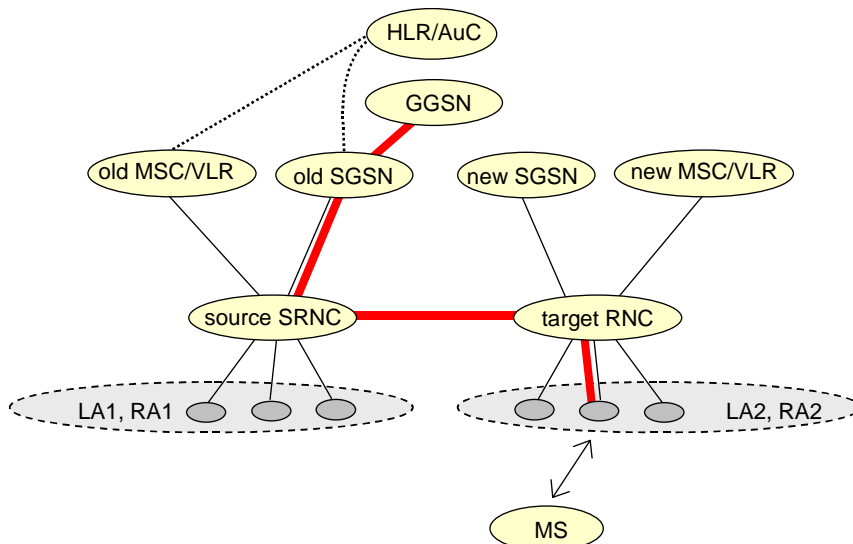 HLR/AuC
GGSN
old MSC/VLR
old SGSN
new SGSN
new MSC/VLR
source SRNC
target RNC
LA1, RA1
LA2, RA2
MS